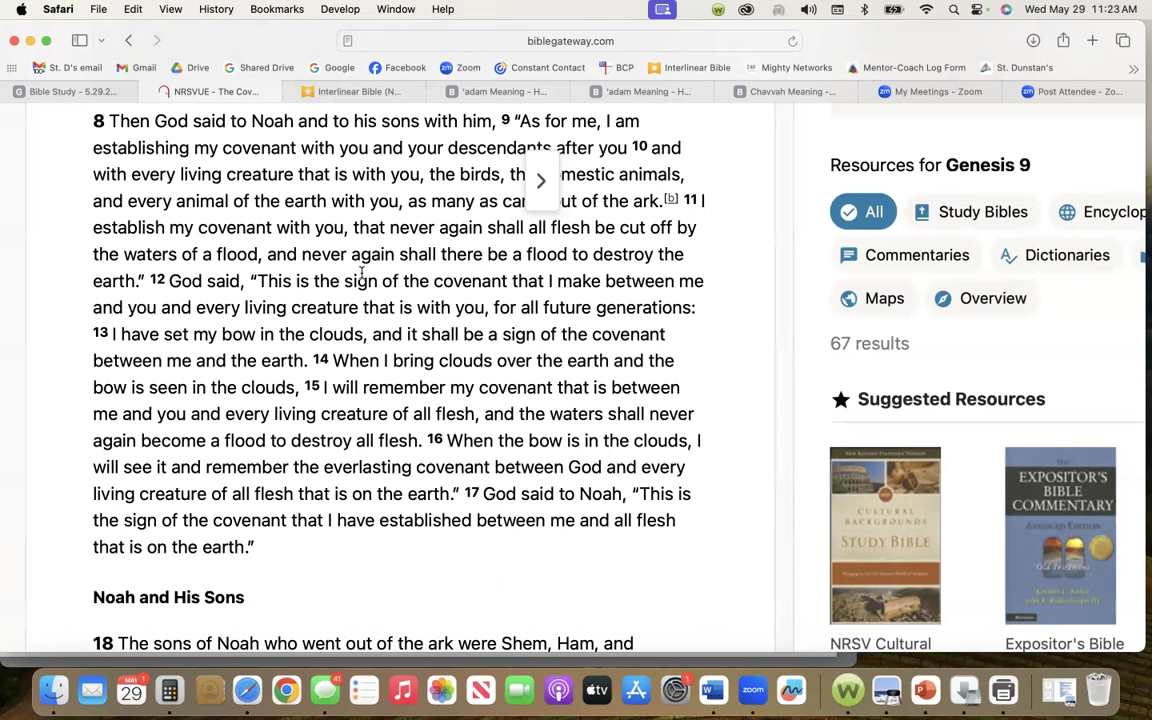 Safari File Edit View History Bookmarks Develop Window Help Wed May 29 11:23 AM
biblegateway.com
St. D's email Gmail Drive Shared Drive Google Facebook Zoom Constant Contact BCP Interlinear Bible Mighty Networks Mentor-Coach Log Form St. Dunstan's
Bible Study - 5.29.2... NRSVUE - The Cov... Interlinear Bible (N... 'adam Meaning - H... 'adam Meaning - H... Chavvah Meaning -... My Meetings - Zoom Post Attendee - Zo...
8 Then God said to Noah and to his sons with him, 9 “As for me, I am
establishing my covenant with you and your descendants after you 10 and
with every living creature that is with you, the birds, th mestic animals,
and every animal of the earth with you, as many as ca ut of the ark.[b] 11 I
establish my covenant with you, that never again shall all flesh be cut off by
the waters of a flood, and never again shall there be a flood to destroy the
earth.” 12 God said, “This is the sign of the covenant that I make between me
and you and every living creature that is with you, for all future generations:
13 I have set my bow in the clouds, and it shall be a sign of the covenant
between me and the earth. 14 When I bring clouds over the earth and the
bow is seen in the clouds, 15 I will remember my covenant that is between
me and you and every living creature of all flesh, and the waters shall never
again become a flood to destroy all flesh. 16 When the bow is in the clouds, I
will see it and remember the everlasting covenant between God and every
living creature of all flesh that is on the earth.” 17 God said to Noah, “This is
the sign of the covenant that I have established between me and all flesh
that is on the earth.”
Noah and His Sons
18 The sons of Noah who went out of the ark were Shem, Ham, and
Resources for Genesis 9
All Study Bibles Encyclop
Commentaries Dictionaries
Maps Overview
67 results
Suggested Resources
CULTURAL
BACKGROUNDS
STUDY BIBLE
EXPOSITOR'S
BIBLE
COMMENTARY
ABRIDGED EDITION
Old Testament
NRSV Cultural Expositor's Bible
MAY
29
41
tv
1
zoom